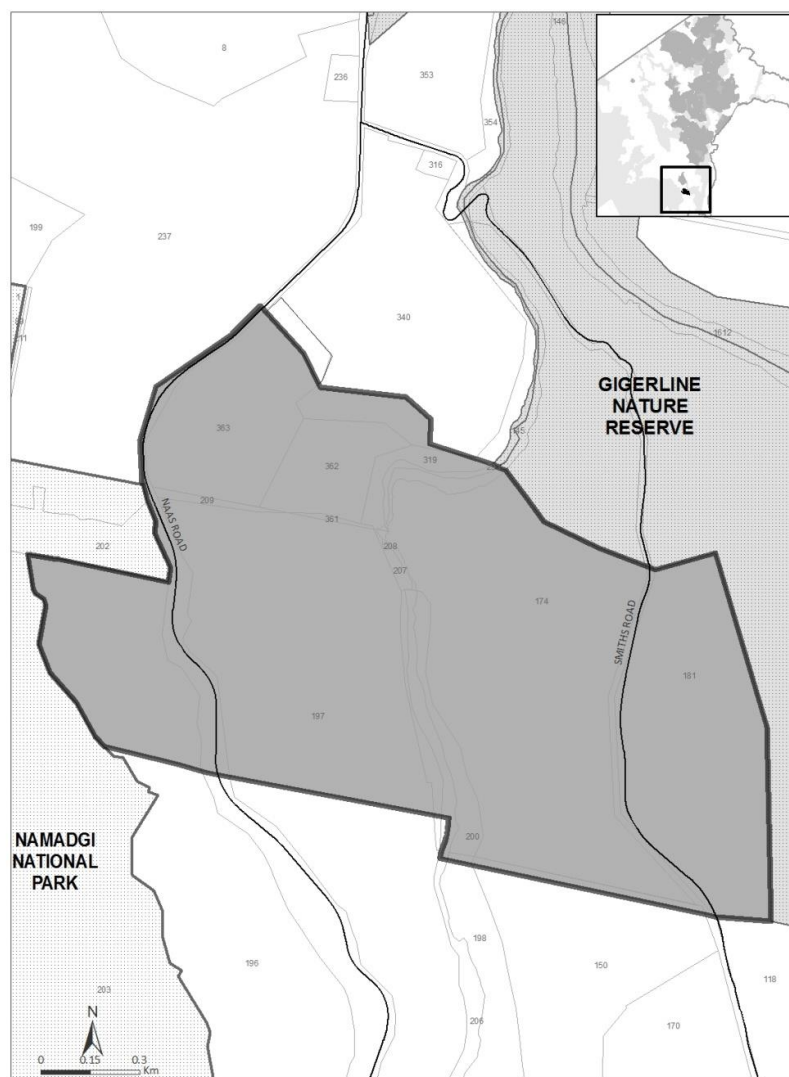 146
8
236
353
354
316
199
237
340
1612
GIGERLINE
NATURE
RESERVE
363
362
319
209
361
202
208
207
174
NAAS ROAD
SMITHS ROAD
181
197
200
NAMADGI
NATIONAL
PARK
198
196
150
118
203
206
170
N
0 0.15 0.3
Km